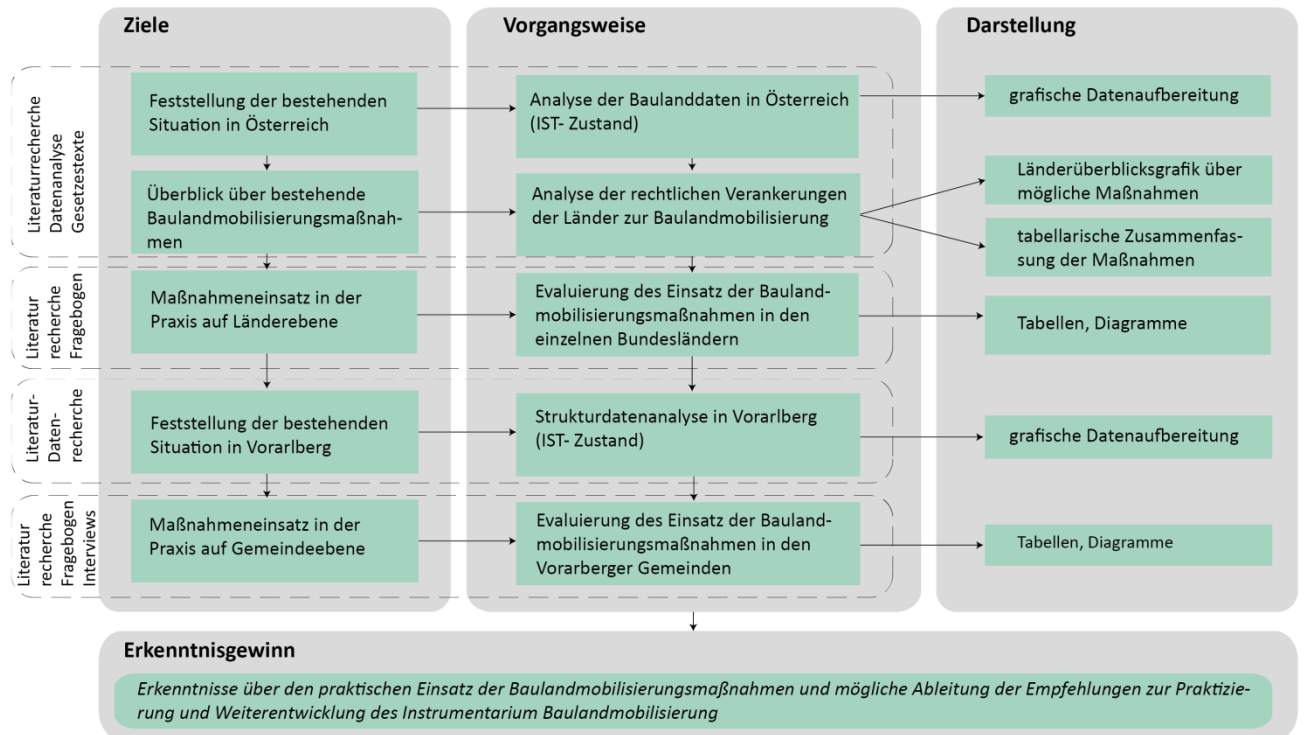 Ziele
Vorgangsweise
Darstellung
Literaturrecherche
Datenanalyse
Gesetzestexte
Feststellung der bestehenden
Situation in Österreich
Analyse der Baulanddaten in Österreich
(IST- Zustand)
grafische Datenaufbereitung
Überblick über bestehende
Baulandmobilisierungsmaßnah-
men
Analyse der rechtlichen Verankerungen
der Länder zur Baulandmobilisierung
Länderüberblicksgrafik über
mögliche Maßnahmen
tabellarische Zusammenfas-
sung der Maßnahmen
Literatur
recherche
Fragebogen
Maßnahmeneinsatz in der
Praxis auf Länderebene
Evaluierung des Einsatz der Bauland-
mobilisierungsmaßnahmen in den
einzelnen Bundesländern
Tabellen, Diagramme
Literatur-
Daten-
recherche
Feststellung der bestehenden
Situation in Vorarlberg
Strukturdatenanalyse in Vorarlberg
(IST- Zustand)
grafische Datenaufbereitung
Literatur
recherche
Fragebogen
Interviews
Maßnahmeneinsatz in der
Praxis auf Gemeindeebene
Evaluierung des Einsatz der Bauland-
mobilisierungsmaßnahmen in den
Vorarberger Gemeinden
Tabellen, Diagramme
Erkenntnisgewinn
Erkenntnisse über den praktischen Einsatz der Baulandmobilisierungsmaßnahmen und mögliche Ableitung der Empfehlungen zur Praktizie-
rung und Weiterentwicklung des Instrumentarium Baulandmobilisierung